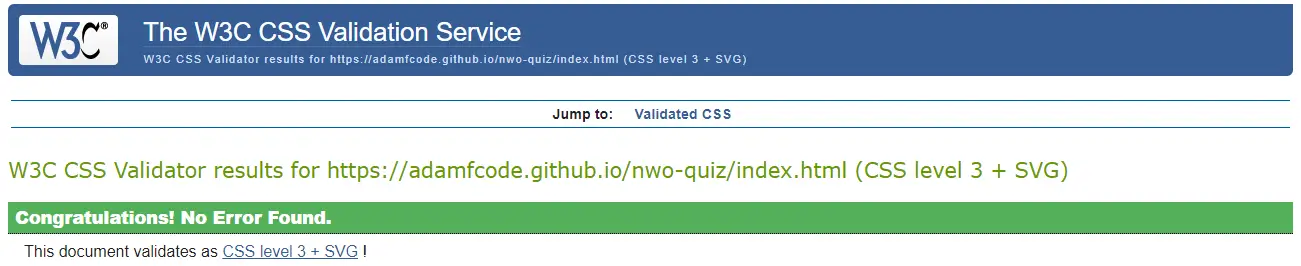 W3C®
The W3C CSS Validation Service
W3C CSS Validator results for https://adamfcode.github.io/nwo-quiz/index.html (CSS level 3 + SVG)
Jump to: Validated CSS
W3C CSS Validator results for https://adamfcode.github.io/nwo-quiz/index.html (CSS level 3 + SVG)
Congratulations! No Error Found.
This document validates as CSS level 3 + SVG !